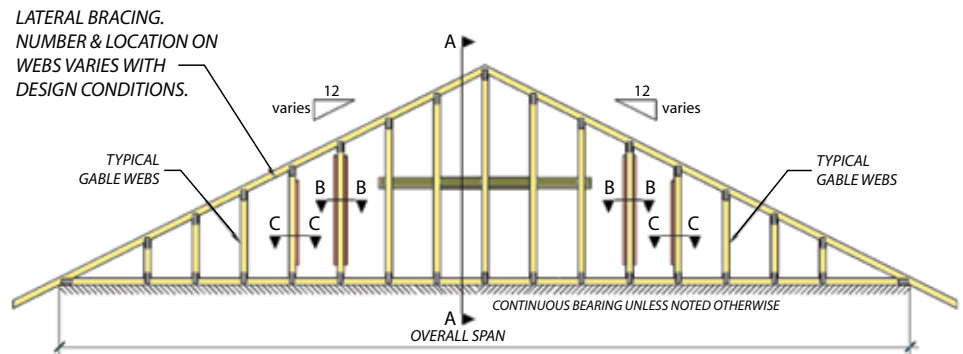 LATERAL BRACING.
NUMBER & LOCATION ON
WEBS VARIES WITH
DESIGN CONDITIONS.
A
12
varies
12
varies
TYPICAL
GABLE WEBS
TYPICAL
GABLE WEBS
B B
B B
C C
C C
CONTINUOUS BEARING UNLESS NOTED OTHERWISE
A
OVERALL SPAN